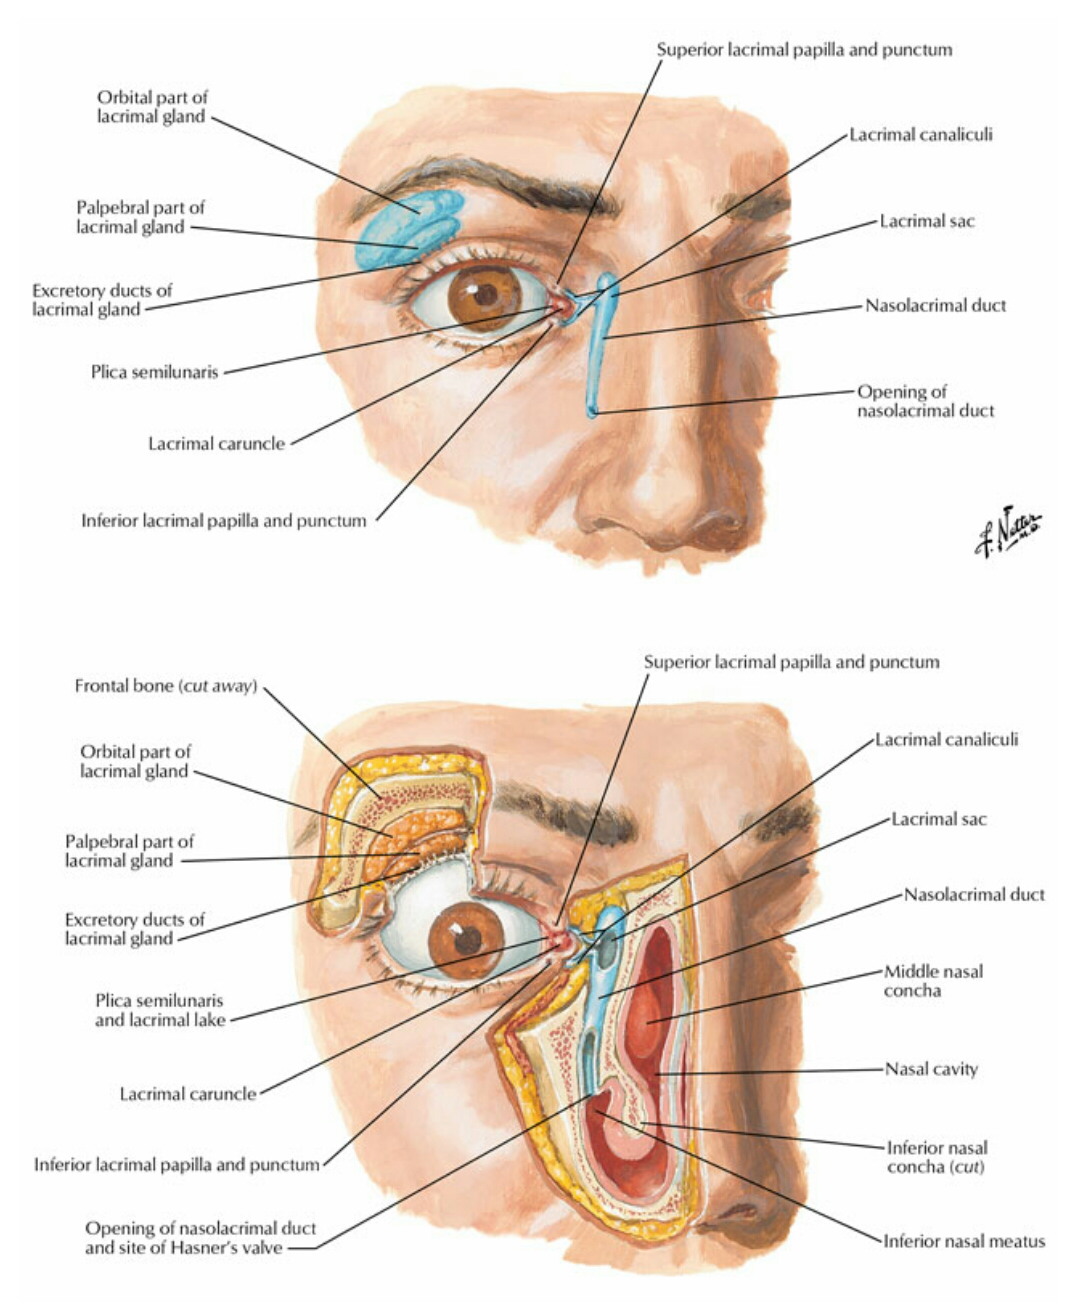 Superior lacrimal papilla and punctum
Orbital part of
lacrimal gland
Lacrimal canaliculi
Palpebral part of
lacrimal gland
Lacrimal sac
Excretory ducts of
lacrimal gland
Nasolacrimal duct
Plica semilunaris
Opening of
nasolacrimal duct
Lacrimal caruncle
Inferior lacrimal papilla and punctum
F. Netter
M.D.
Superior lacrimal papilla and punctum
Frontal bone (cut away)
Lacrimal canaliculi
Orbital part of
lacrimal gland
Lacrimal sac
Palpebral part of
lacrimal gland
Nasolacrimal duct
Excretory ducts of
lacrimal gland
Middle nasal
concha
Plica semilunaris
and lacrimal lake
Nasal cavity
Lacrimal caruncle
Inferior nasal
concha (cut)
Inferior lacrimal papilla and punctum
Opening of nasolacrimal duct
and site of Hasner's valve
Inferior nasal meatus